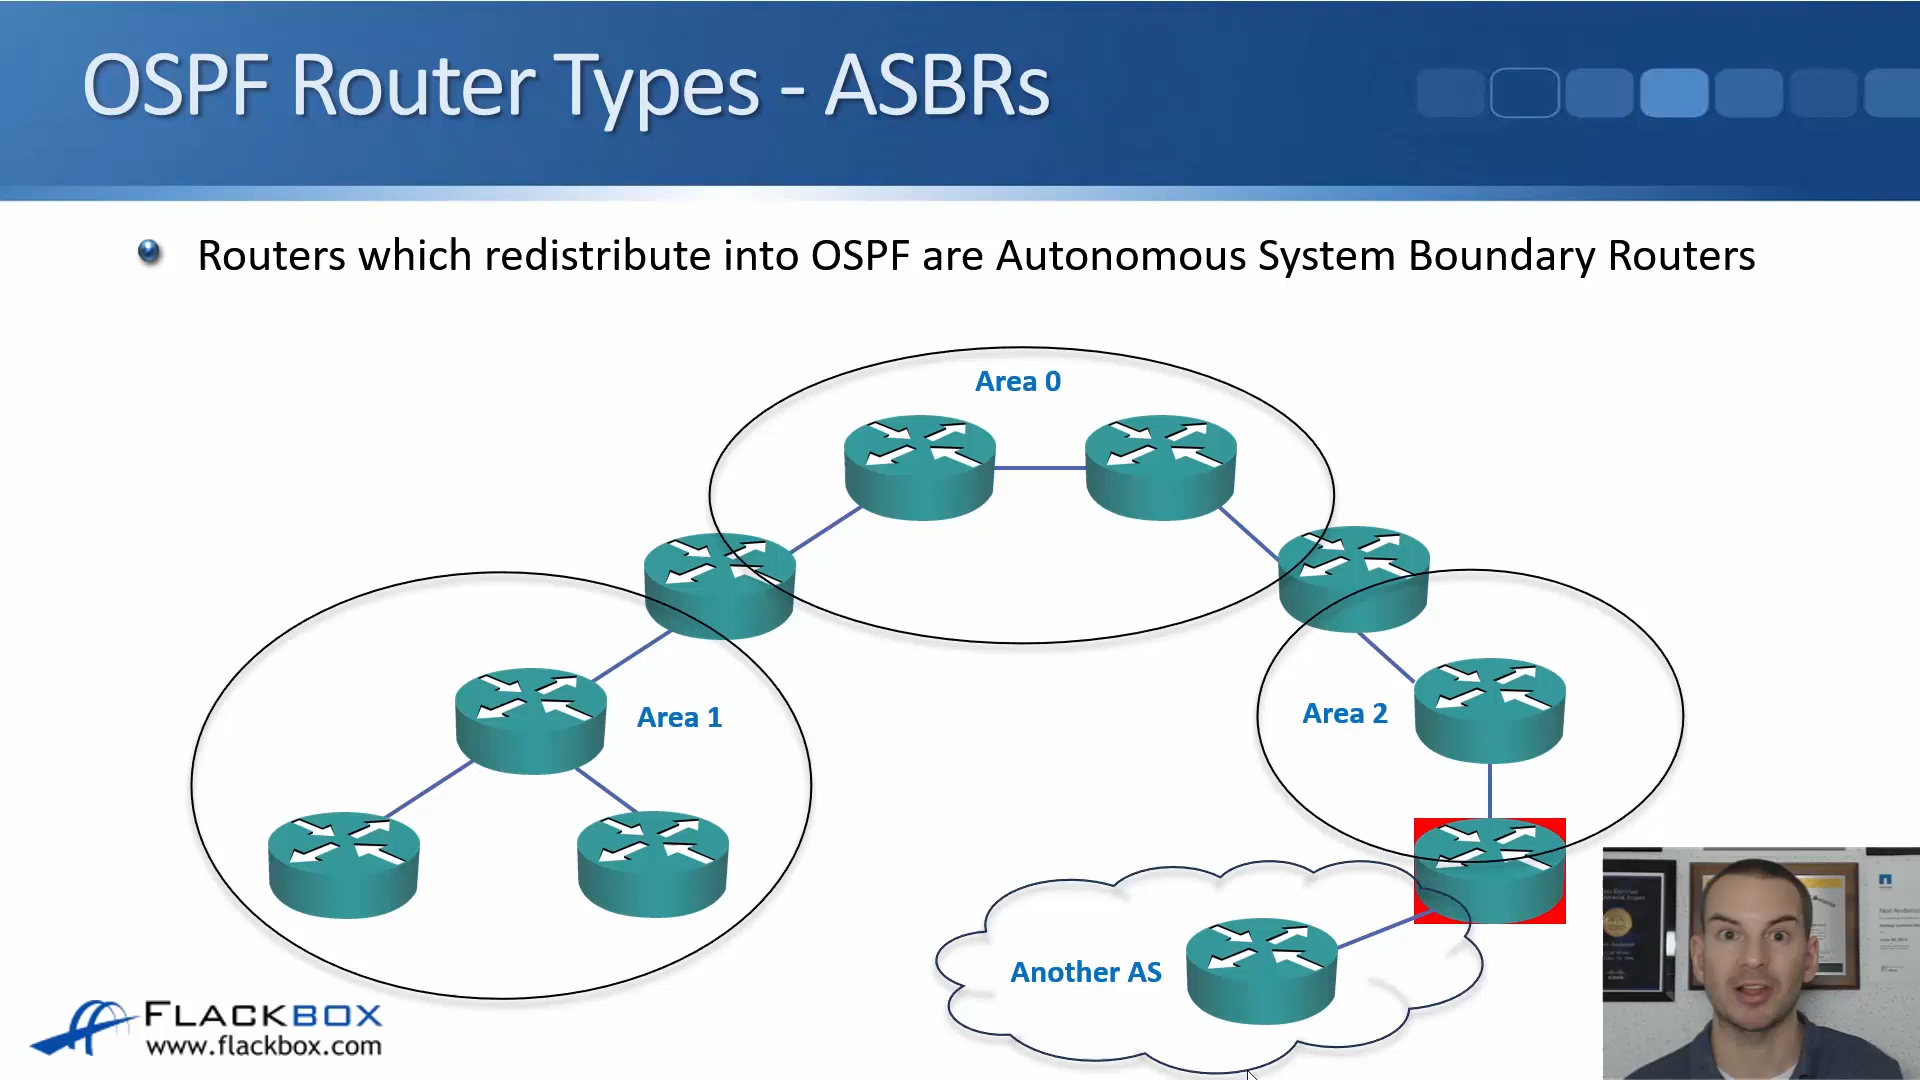 OSPF Router Types - ASBRs
Routers which redistribute into OSPF are Autonomous System Boundary Routers
Area 0
Area 1
Area 2
Another AS
FLACKBOX
www.flackbox.com